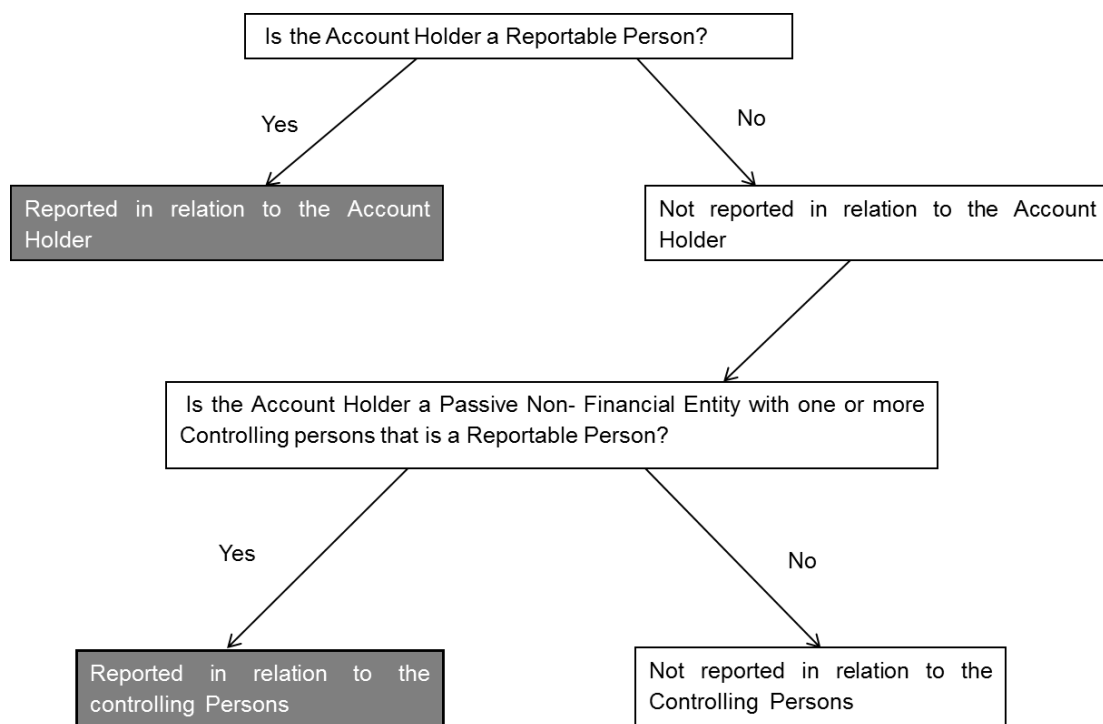 Is the Account Holder a Reportable Person?
Yes
No
Reported in relation to the Account
Holder
Not reported in relation to the Account
Holder
Is the Account Holder a Passive Non- Financial Entity with one or more
Controlling persons that is a Reportable Person?
Yes
No
Reported in relation to the
controlling Persons
Not reported in relation to the
Controlling Persons